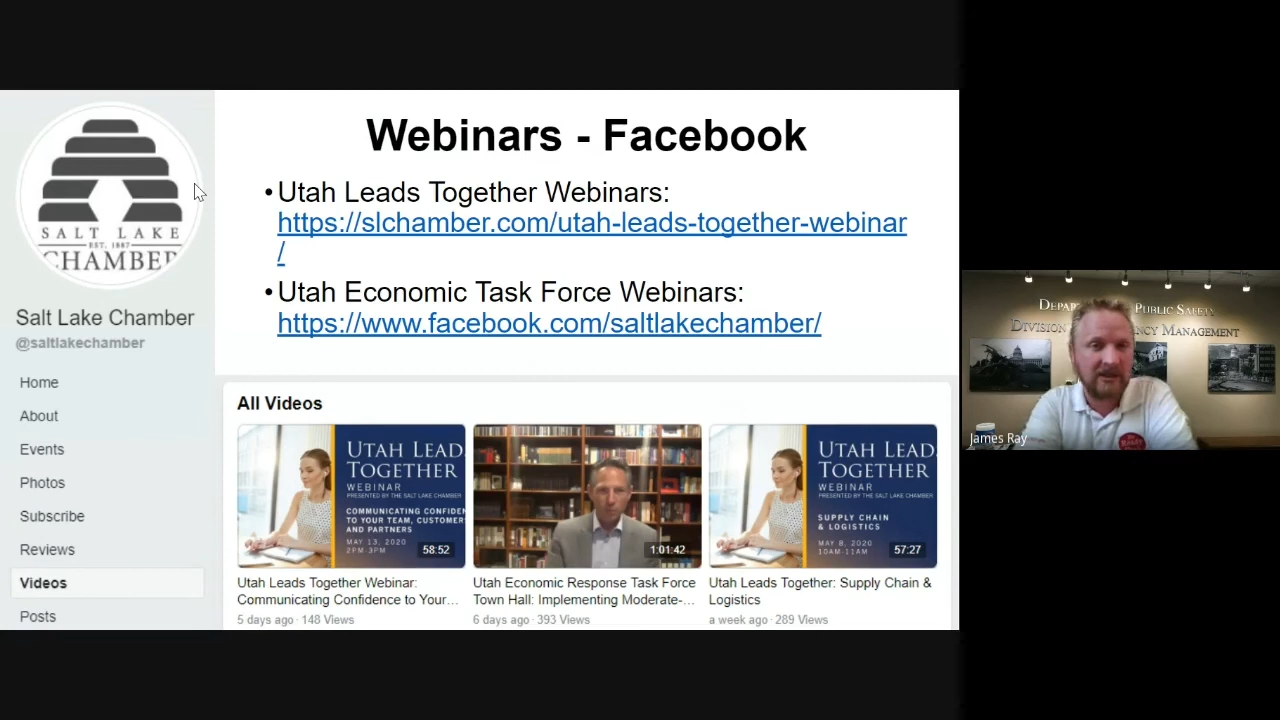 Webinars - Facebook
•Utah Leads Together Webinars:
https://slchamber.com/utah-leads-together-webinar
/
•Utah Economic Task Force Webinars:
https://www.facebook.com/saltlakechamber/
SALT LAKE
EST. 1887
CHAMBER
Salt Lake Chamber
@saltlakechamber
Home
About
Events
Photos
Subscribe
Reviews
Videos
Posts
All Videos
UTAH LEAD
TOGETHER
WEBINAR
PRESENTED BY THE SALT LAKE CHAMBER
COMMUNICATING CONFIDEN
TO YOUR TEAM, CUSTOMER
AND PARTNERS
MAY 13, 2020
2PM-3PM
58:52
Utah Leads Together Webinar:
Communicating Confidence to Your...
5 days ago · 148 Views
1:01:42
Utah Economic Response Task Force
Town Hall: Implementing Moderate-...
6 days ago · 393 Views
UTAH LEAD
TOGETHER
WEBINAR
PRESENTED BY THE SALT LAKE CHAMBER
SUPPLY CHAIN
& LOGISTICS
MAY 8, 2020
10AM-11AM
57:27
Utah Leads Together: Supply Chain &
Logistics
a week ago · 289 Views
PUBLIC SAFETY
DIVISION
MANAGEMENT
James Ray